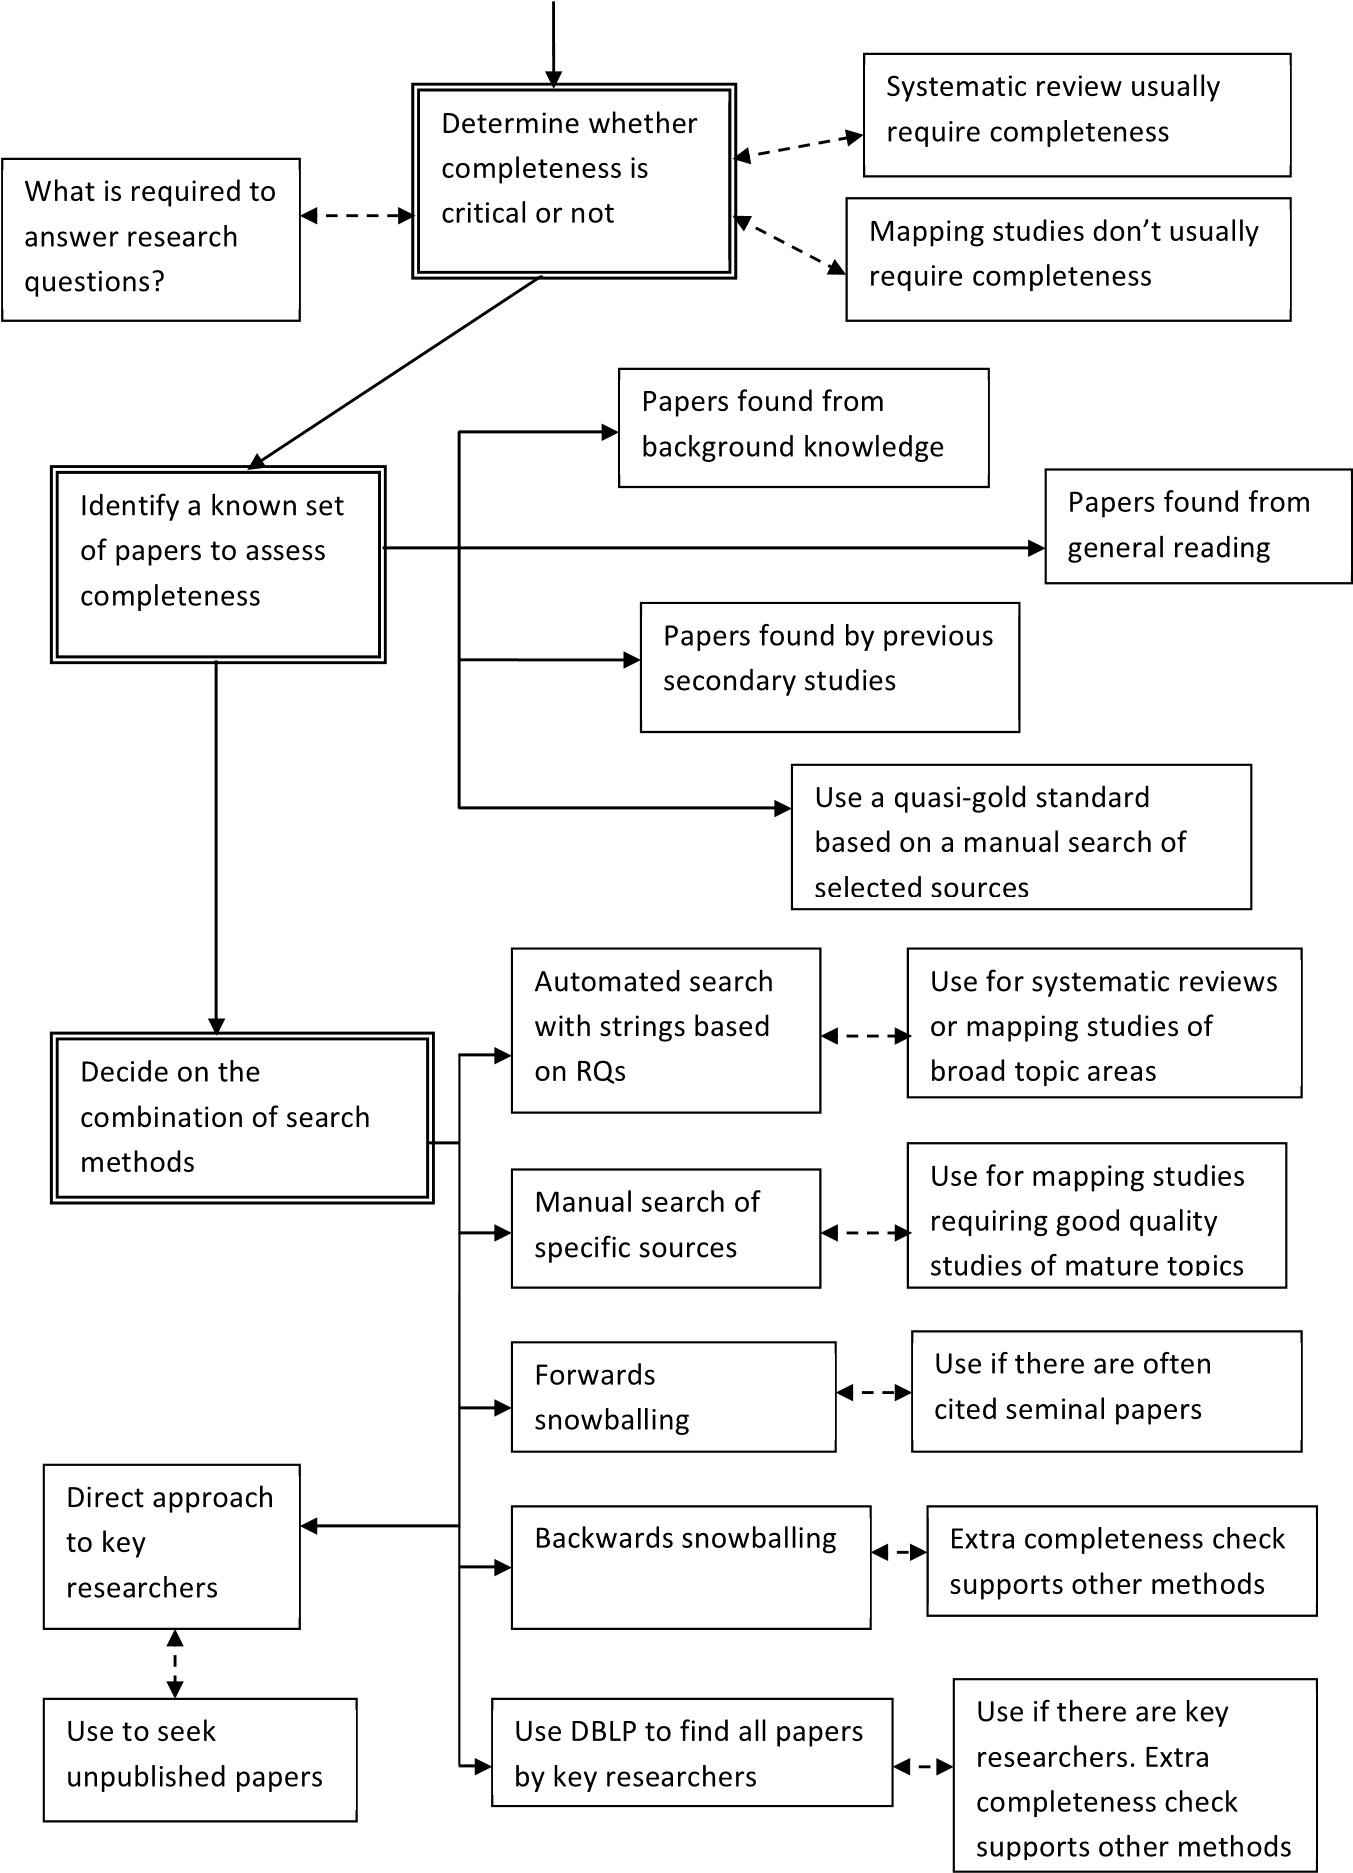 Determine whether
completeness is
critical or not
Systematic review usually
require completeness
What is required to
answer research
questions?
Mapping studies don’t usually
require completeness
Papers found from
background knowledge
Identify a known set
of papers to assess
completeness
Papers found from
general reading
Papers found by previous
secondary studies
Use a quasi-gold standard
based on a manual search of
selected sources
Decide on the
combination of search
methods
Automated search
with strings based
on RQs
Use for systematic reviews
or mapping studies of
broad topic areas
Manual search of
specific sources
Use for mapping studies
requiring good quality
studies of mature topics
Forwards
snowballing
Use if there are often
cited seminal papers
Direct approach
to key
researchers
Backwards snowballing
Extra completeness check
supports other methods
Use to seek
unpublished papers
Use DBLP to find all papers
by key researchers
Use if there are key
researchers. Extra
completeness check
supports other methods